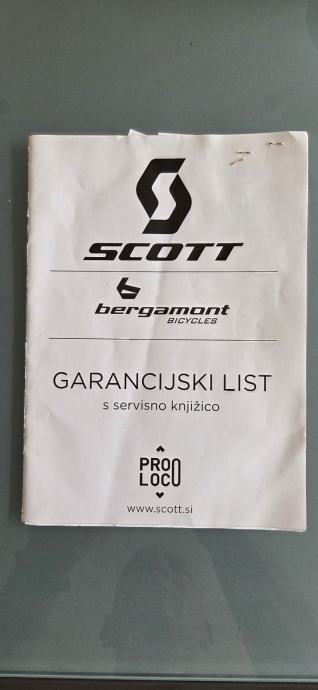 SCOTT
bergamont
BICYCLES
GARANCIJSKI LIST
s servisno knjižico
PRO
LOCO
www.scott.si